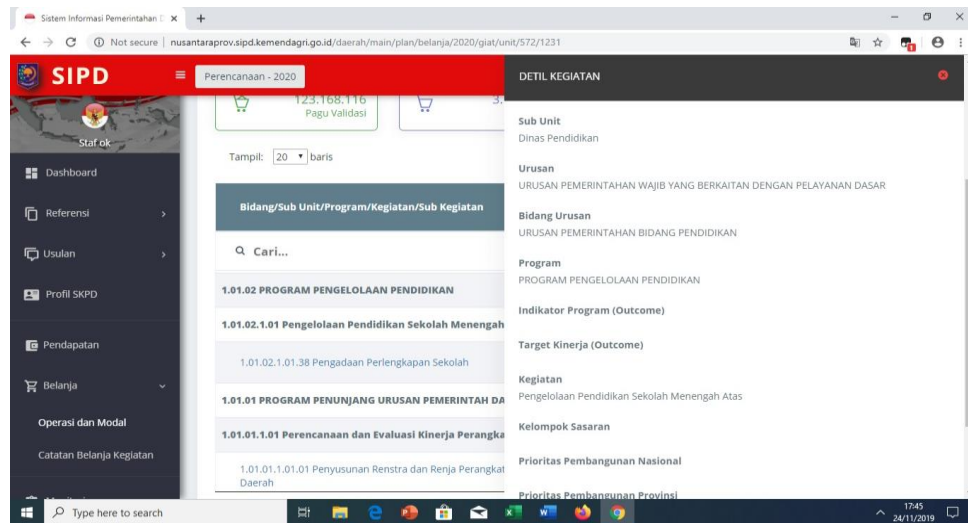 Sistem Informasi Pemerintahan D
Not secure | nusantaraprov.sipd.kemendagri.go.id/daerah/main/plan/belanja/2020/giat/unit/572/1231
SIPD
Perencanaan - 2020
DETIL KEGIATAN
Staf ok
Dashboard
Referensi
Usulan
Profil SKPD
Pendapatan
Belanja
Operasi dan Modal
Catatan Belanja Kegiatan
123.168.116
Pagu Validasi
3.
Tampil: 20 baris
Bidang/Sub Unit/Program/Kegiatan/Sub Kegiatan
Cari...
1.01.02 PROGRAM PENGELOLAAN PENDIDIKAN
1.01.02.1.01 Pengelolaan Pendidikan Sekolah Menengah
1.01.02.1.01.38 Pengadaan Perlengkapan Sekolah
1.01.01 PROGRAM PENUNJANG URUSAN PEMERINTAH DA
1.01.01.1.01 Perencanaan dan Evaluasi Kinerja Perangka
1.01.01.1.01.01 Penyusunan Renstra dan Renja Perangkat
Daerah
Sub Unit
Dinas Pendidikan
Urusan
URUSAN PEMERINTAHAN WAJIB YANG BERKAITAN DENGAN PELAYANAN DASAR
Bidang Urusan
URUSAN PEMERINTAHAN BIDANG PENDIDIKAN
Program
PROGRAM PENGELOLAAN PENDIDIKAN
Indikator Program (Outcome)
Target Kinerja (Outcome)
Kegiatan
Pengelolaan Pendidikan Sekolah Menengah Atas
Kelompok Sasaran
Prioritas Pembangunan Nasional
Prioritas Pembangunan Provinsi
Type here to search
17:45
24/11/2019